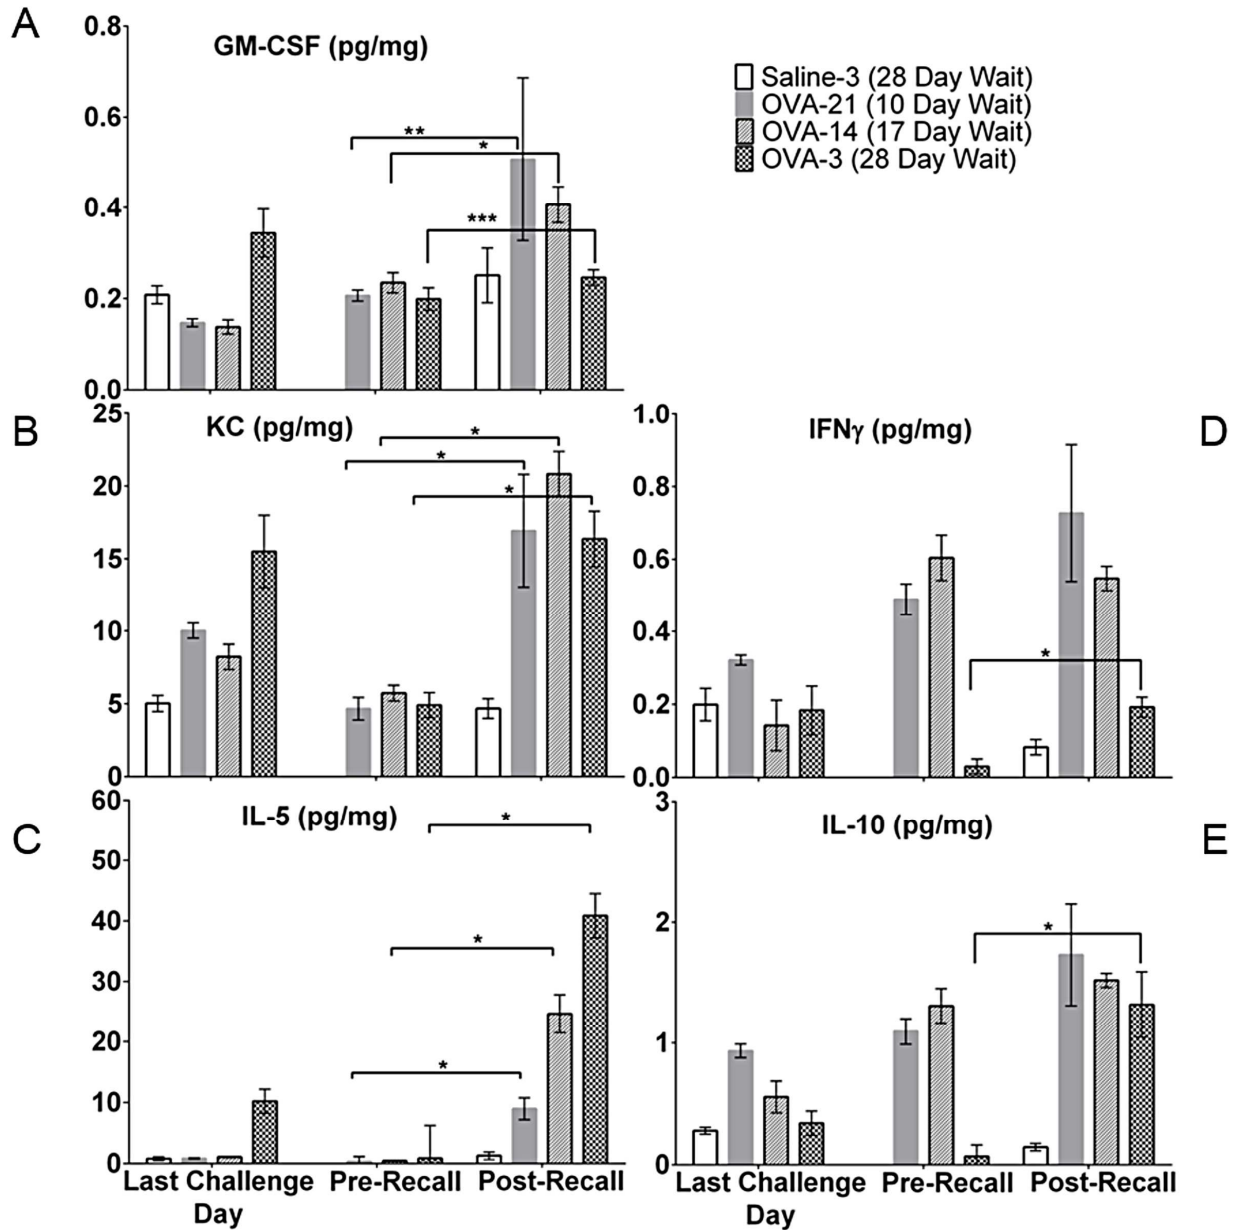 A
GM-CSF (pg/mg)
0.8
0.6
0.4
0.2
0.0
**
*
***
Saline-3 (28 Day Wait)
OVA-21 (10 Day Wait)
OVA-14 (17 Day Wait)
OVA-3 (28 Day Wait)
B
KC (pg/mg)
25
20
15
10
5
0
*
*
*
D
IFNγ (pg/mg)
1.0
0.8
0.6
0.4
0.2
0.0
*
C
IL-5 (pg/mg)
60
50
40
30
20
10
0
*
*
*
Last Challenge Day
Pre-Recall
Post-Recall
E
IL-10 (pg/mg)
3
2
1
0
*
Last Challenge Day
Pre-Recall
Post-Recall